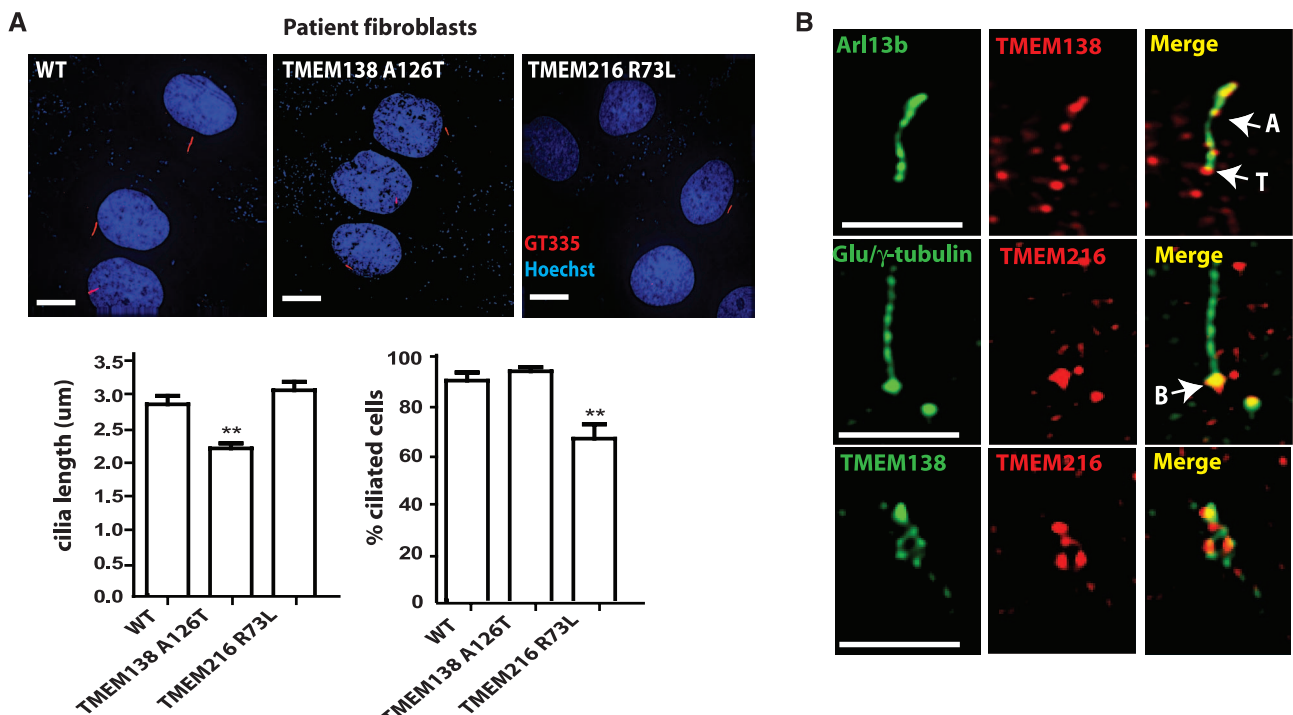 A
Patient fibroblasts
WT
TMEM138 A126T
TMEM216 R73L
GT335
Hoechst
cilia length (um)
3.5
3.0
2.5
2.0
1.5
1.0
0.5
0.0
**
WT
TMEM138 A126T
TMEM216 R73L
% ciliated cells
100
80
60
40
20
0
**
WT
TMEM138 A126T
TMEM216 R73L
B
Arl13b
TMEM138
Merge
A
T
Glu/γ-tubulin
TMEM216
Merge
B
TMEM138
TMEM216
Merge